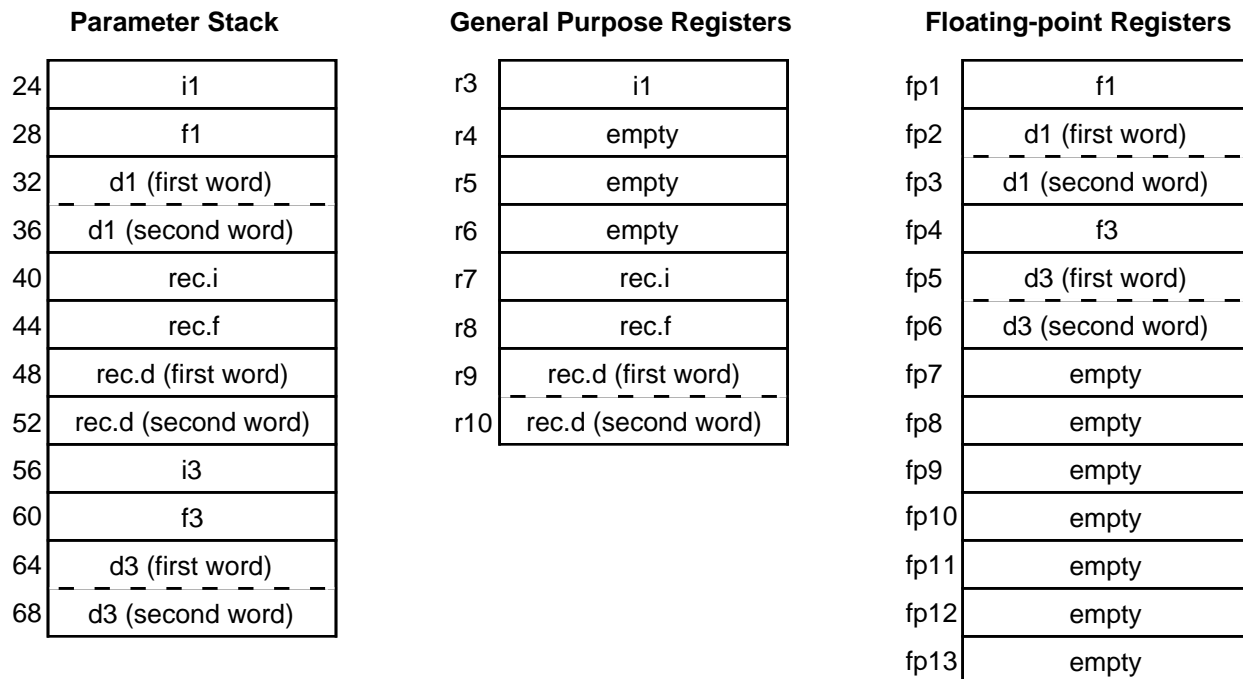 Parameter Stack
24 i1
28 f1
32 d1 (first word)
36 d1 (second word)
40 rec.i
44 rec.f
48 rec.d (first word)
52 rec.d (second word)
56 i3
60 f3
64 d3 (first word)
68 d3 (second word)
General Purpose Registers
r3 i1
r4 empty
r5 empty
r6 empty
r7 rec.i
r8 rec.f
r9 rec.d (first word)
r10 rec.d (second word)
Floating-point Registers
fp1 f1
fp2 d1 (first word)
fp3 d1 (second word)
fp4 f3
fp5 d3 (first word)
fp6 d3 (second word)
fp7 empty
fp8 empty
fp9 empty
fp10 empty
fp11 empty
fp12 empty
fp13 empty